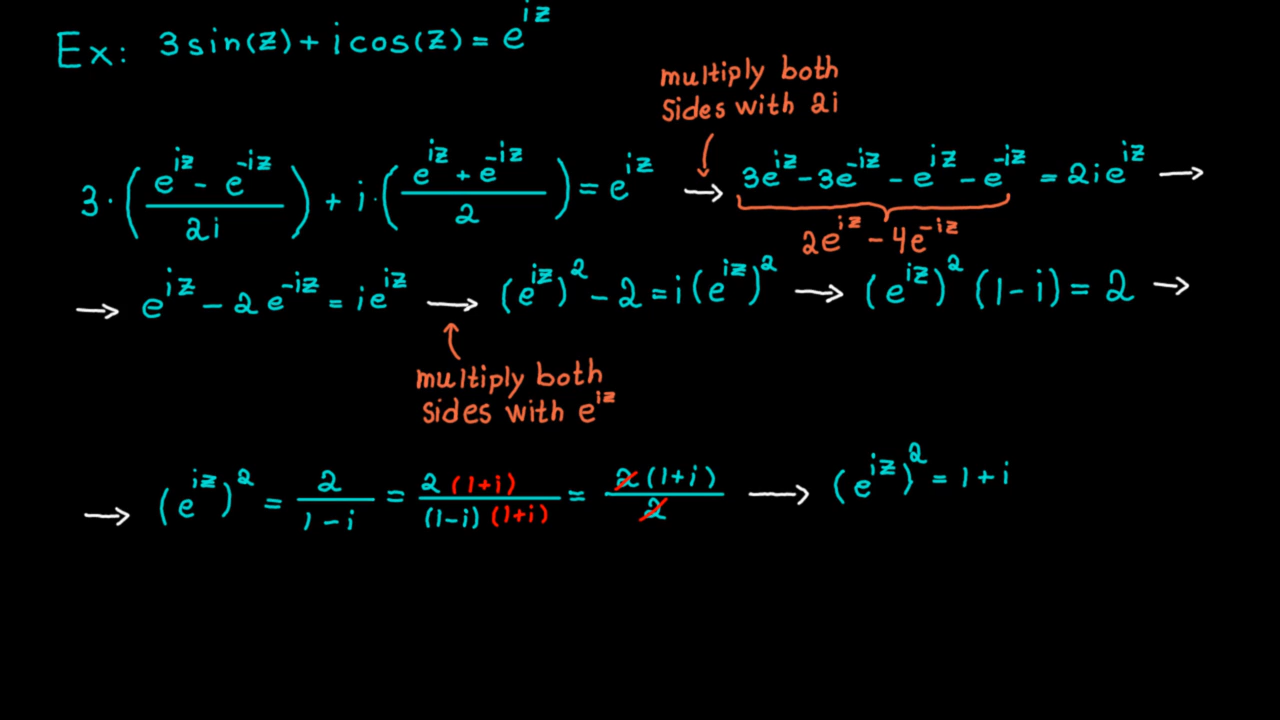 Ex: 3sin(z) + i cos(z) = e^{iz}
multiply both
Sides with 2i
3·((e^{iz} - e^{-iz})/(2i)) + i·((e^{iz} + e^{-iz})/2) = e^{iz} → 3e^{iz} - 3e^{-iz} - e^{iz} - e^{-iz} = 2ie^{iz} →
2e^{iz} - 4e^{-iz}
→ e^{iz} - 2e^{-iz} = ie^{iz} → (e^{iz})^2 - 2 = i(e^{iz})^2 → (e^{iz})^2 (1-i) = 2 →
multiply both
Sides with e^{iz}
→ (e^{iz})^2 = 2/(1-i) = (2(1+i))/((1-i)(1+i)) = (2(1+i))/2 → (e^{iz})^2 = 1+i